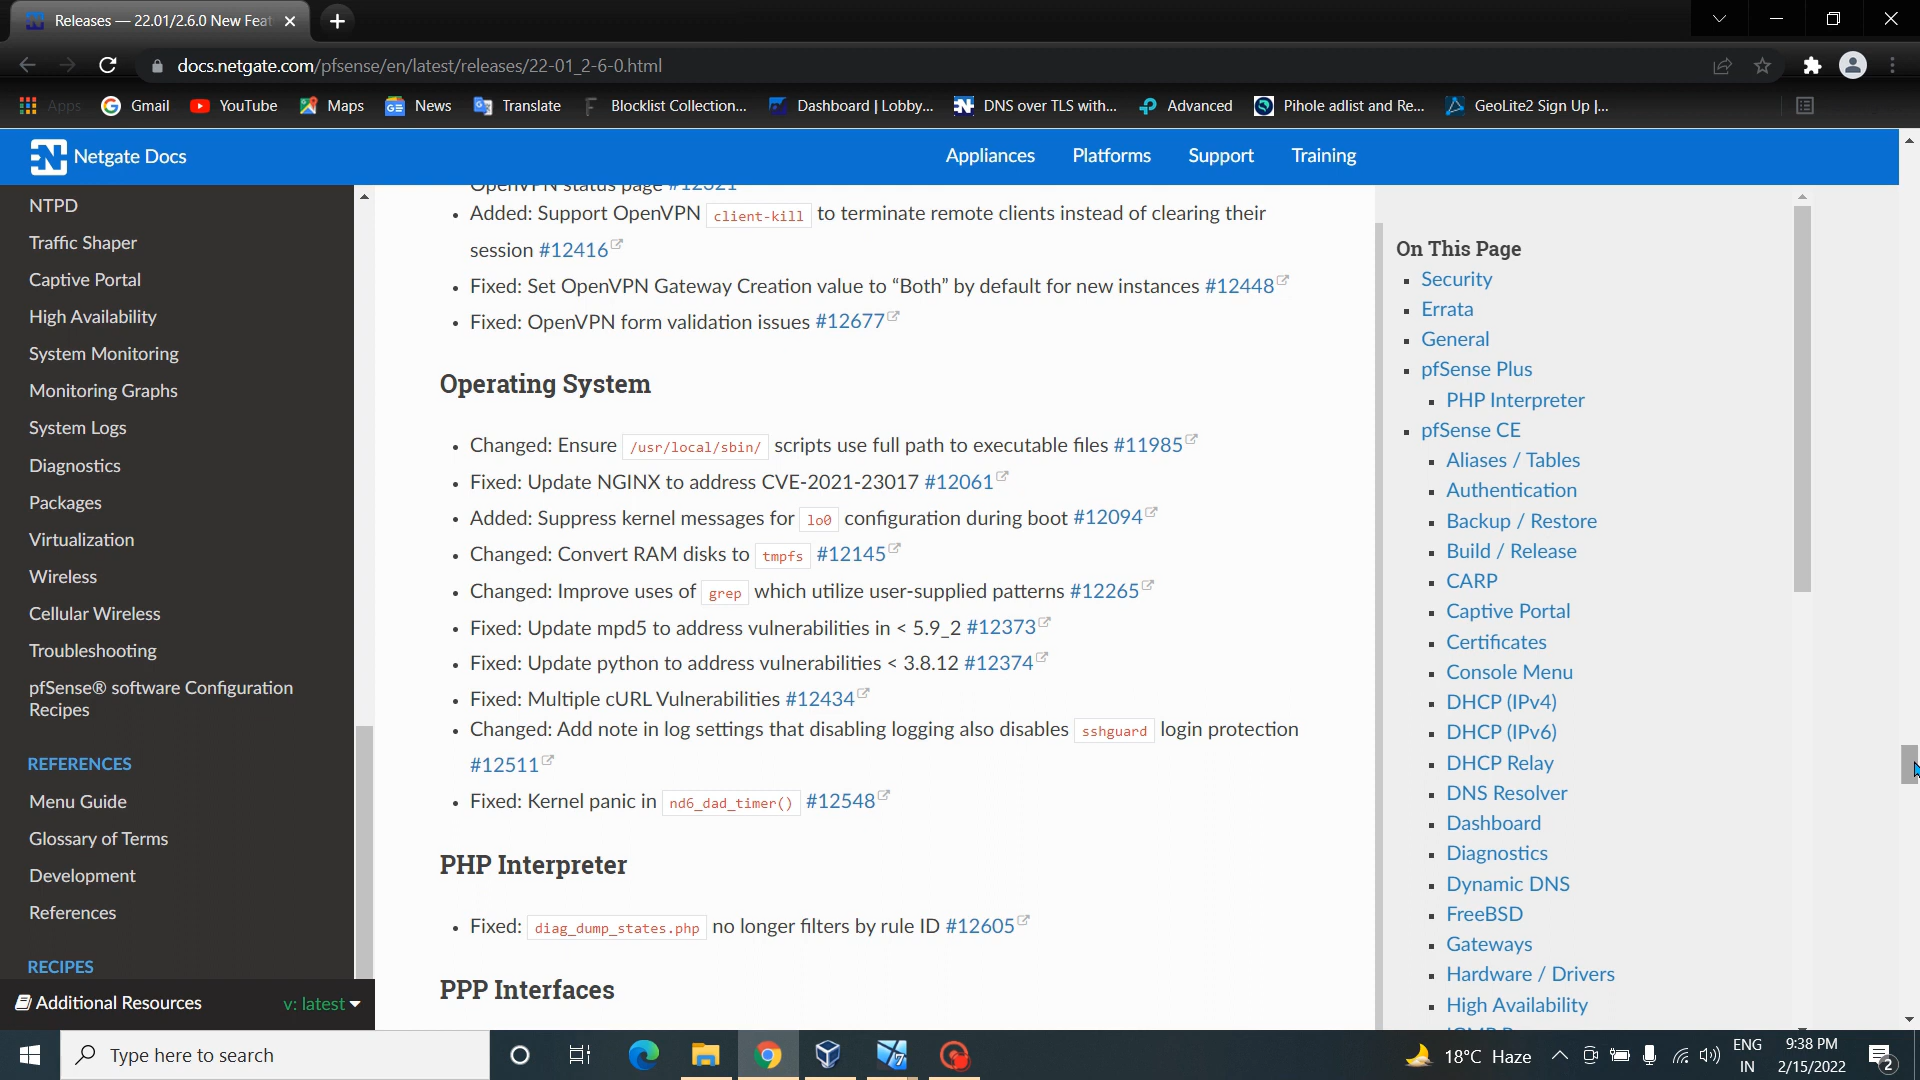 Releases — 22.01/2.6.0 New Feat
docs.netgate.com/pfsense/en/latest/releases/22-01_2-6-0.html
Apps
Gmail
YouTube
Maps
News
Translate
Blocklist Collection...
Dashboard | Lobby...
DNS over TLS with...
Advanced
Pihole adlist and Re...
GeoLite2 Sign Up |...
Netgate Docs
Appliances
Platforms
Support
Training
NTPD
Traffic Shaper
Captive Portal
High Availability
System Monitoring
Monitoring Graphs
System Logs
Diagnostics
Packages
Virtualization
Wireless
Cellular Wireless
Troubleshooting
pfSense® software Configuration
Recipes
REFERENCES
Menu Guide
Glossary of Terms
Development
References
RECIPES
Additional Resources
v: latest
OpenVPN status page #12321
Added: Support OpenVPN client-kill to terminate remote clients instead of clearing their
session #12416
Fixed: Set OpenVPN Gateway Creation value to “Both” by default for new instances #12448
Fixed: OpenVPN form validation issues #12677
Operating System
Changed: Ensure /usr/local/sbin/ scripts use full path to executable files #11985
Fixed: Update NGINX to address CVE-2021-23017 #12061
Added: Suppress kernel messages for lo0 configuration during boot #12094
Changed: Convert RAM disks to tmpfs #12145
Changed: Improve uses of grep which utilize user-supplied patterns #12265
Fixed: Update mpd5 to address vulnerabilities in < 5.9_2 #12373
Fixed: Update python to address vulnerabilities < 3.8.12 #12374
Fixed: Multiple cURL Vulnerabilities #12434
Changed: Add note in log settings that disabling logging also disables sshguard login protection
#12511
Fixed: Kernel panic in nd6_dad_timer() #12548
PHP Interpreter
Fixed: diag_dump_states.php no longer filters by rule ID #12605
PPP Interfaces
On This Page
Security
Errata
General
pfSense Plus
PHP Interpreter
pfSense CE
Aliases / Tables
Authentication
Backup / Restore
Build / Release
CARP
Captive Portal
Certificates
Console Menu
DHCP (IPv4)
DHCP (IPv6)
DHCP Relay
DNS Resolver
Dashboard
Diagnostics
Dynamic DNS
FreeBSD
Gateways
Hardware / Drivers
High Availability
Type here to search
18°C Haze
ENG
IN
9:38 PM
2/15/2022
2